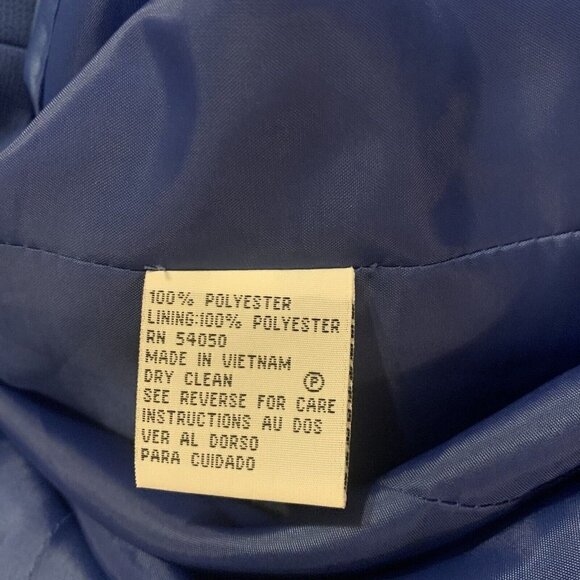 100% POLYESTER
LINING:100% POLYESTER
RN 54050
MADE IN VIETNAM
DRY CLEAN Ⓟ
SEE REVERSE FOR CARE
INSTRUCTIONS AU DOS
VER AL DORSO
PARA CUIDADO